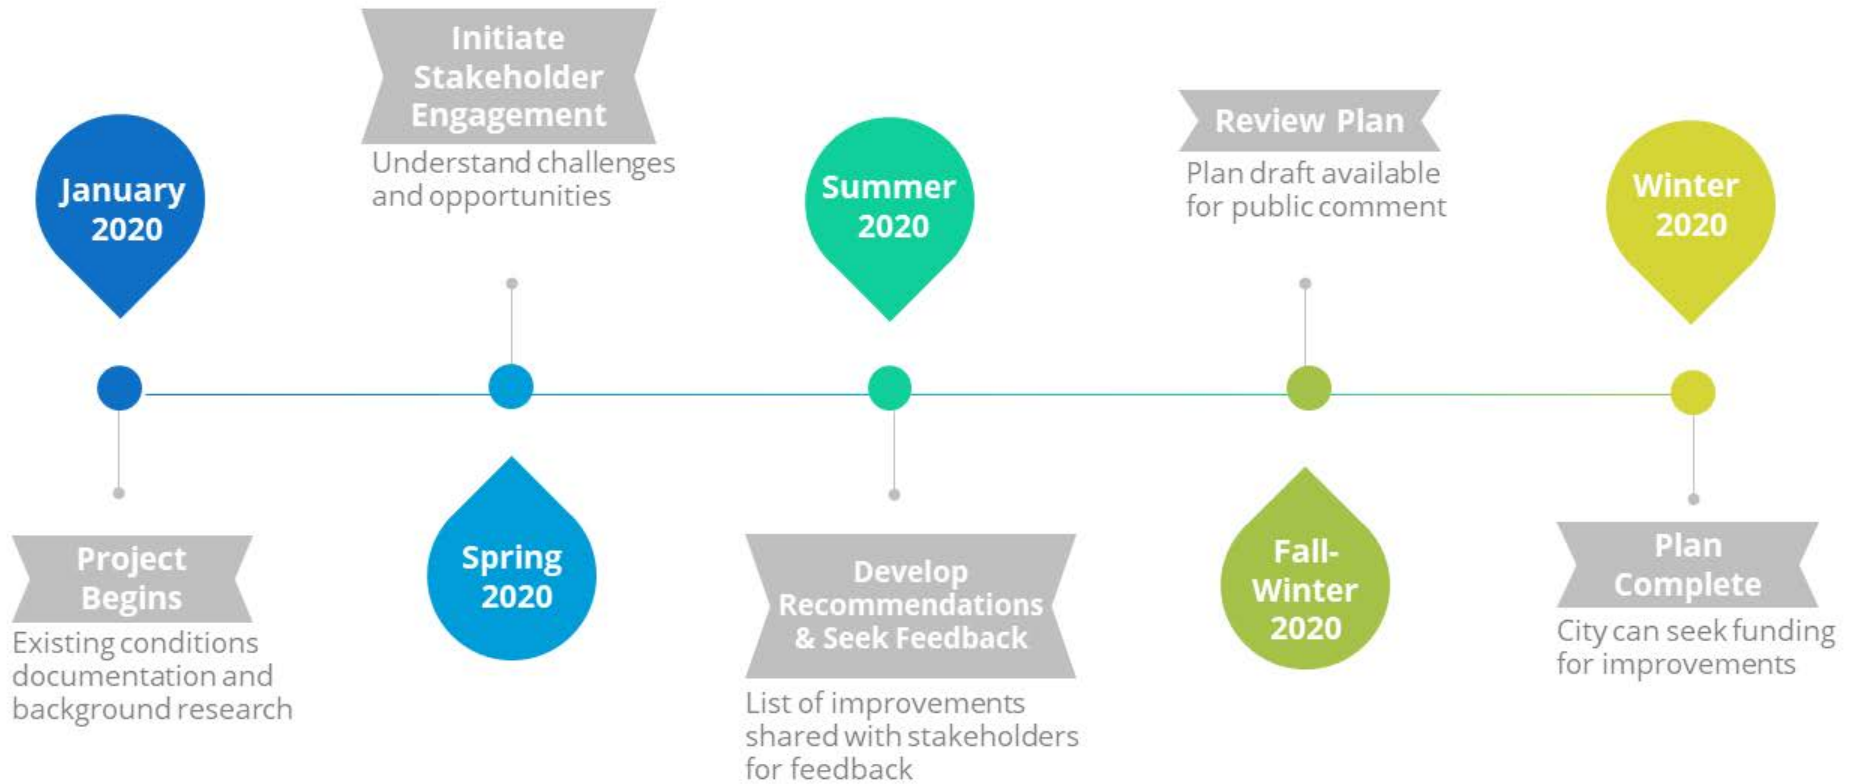 January
2020
Project
Begins
Existing conditions
documentation and
background research
Initiate
Stakeholder
Engagement
Understand challenges
and opportunities
Spring
2020
Summer
2020
Develop
Recommendations
& Seek Feedback
List of improvements
shared with stakeholders
for feedback
Review Plan
Plan draft available
for public comment
Fall-
Winter
2020
Winter
2020
Plan
Complete
City can seek funding
for improvements